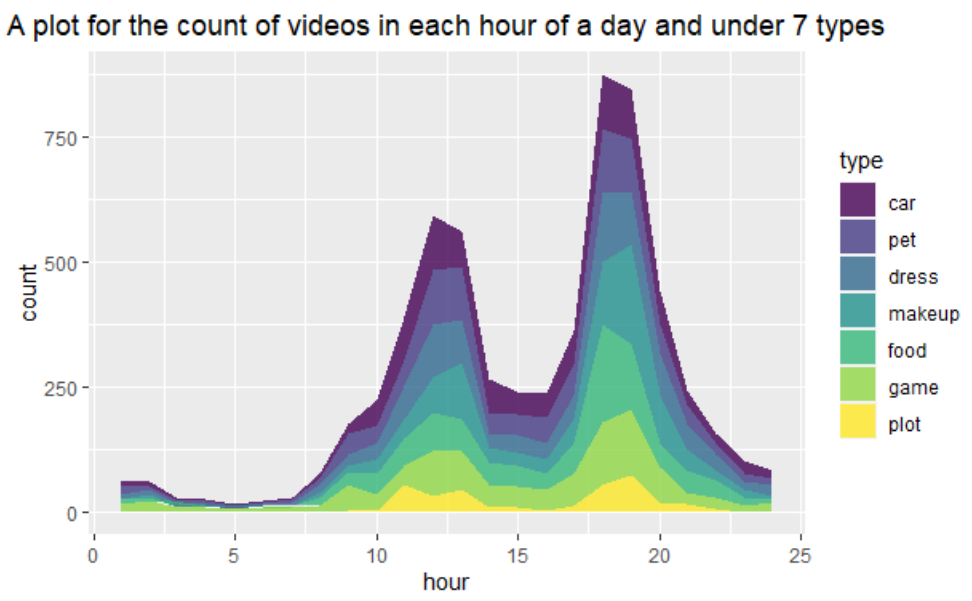 A plot for the count of videos in each hour of a day and under 7 types
750
500
250
0
count
0 5 10 15 20 25
hour
type
car
pet
dress
makeup
food
game
plot